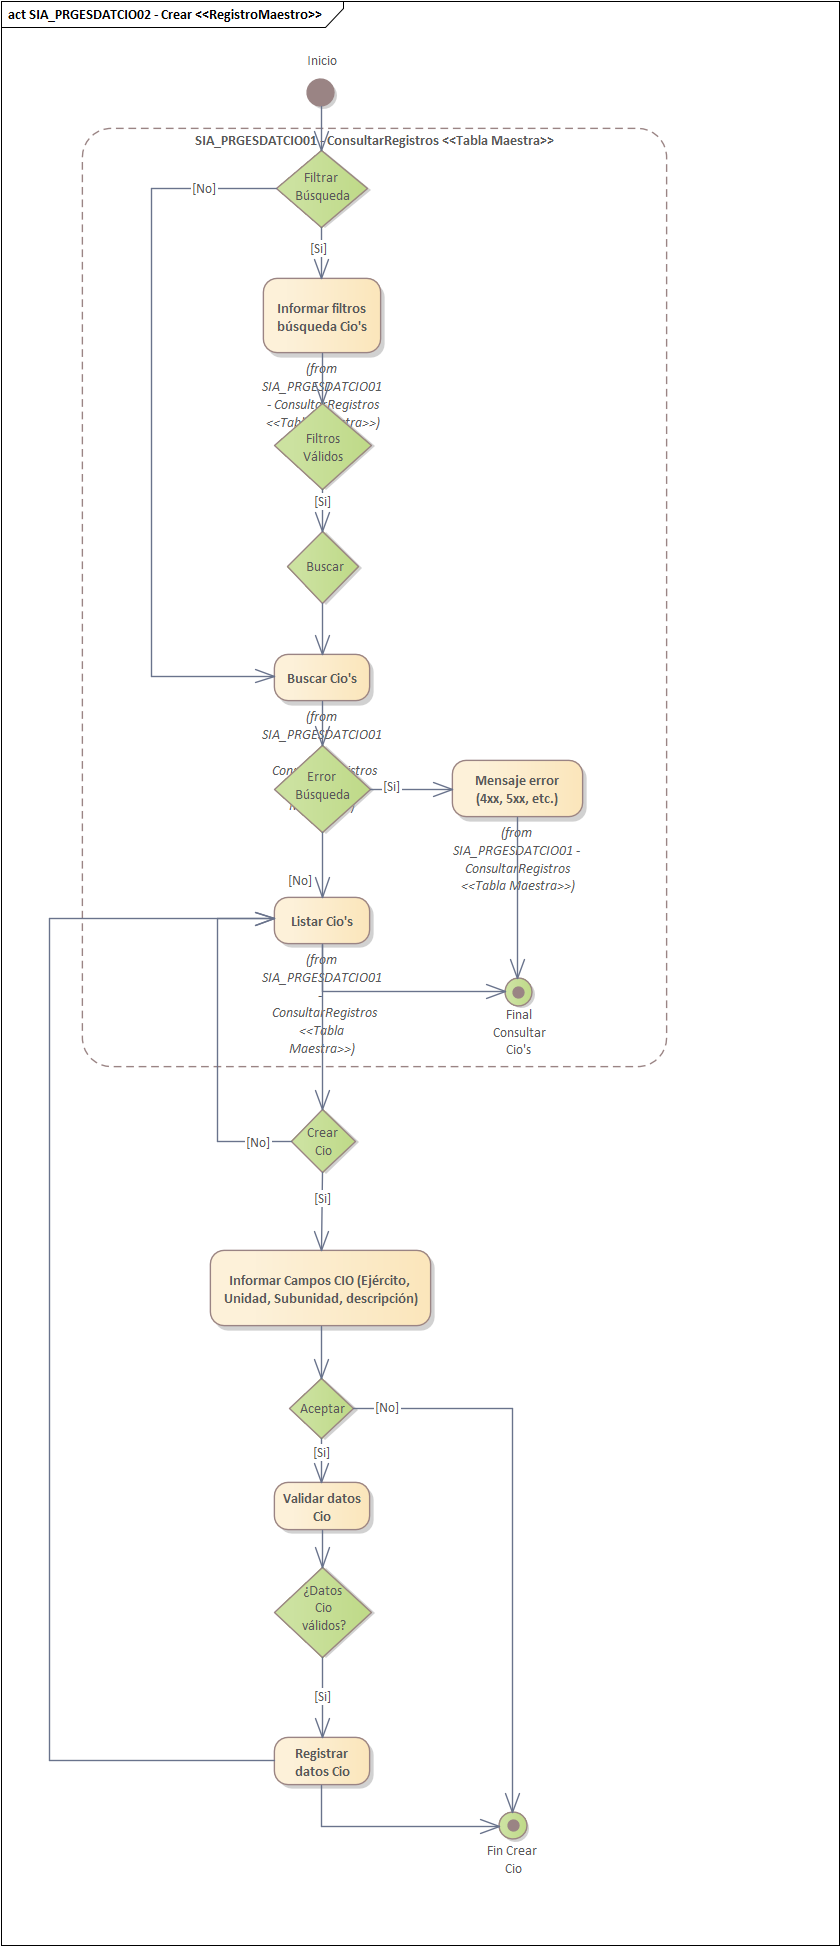 act SIA_PRGESDATCIO02 - Crear <<RegistroMaestro>>
Inicio
SIA_PRGESDATCIO01 - ConsultarRegistros <<Tabla Maestra>>
Filtrar
Búsqueda
[No]
[Si]
Informar filtros
búsqueda Cio's
(from
SIA_PRGESDATCIO01
- ConsultarRegistros
<<Tabla Maestra>>)
Filtros
Válidos
[Si]
Buscar
Buscar Cio's
(from
SIA_PRGESDATCIO01
Error
Búsqueda
[Si]
Mensaje error
(4xx, 5xx, etc.)
(from
SIA_PRGESDATCIO01 -
ConsultarRegistros
<<Tabla Maestra>>)
[No]
Listar Cio's
(from
SIA_PRGESDATCIO01
-
ConsultarRegistros
<<Tabla
Maestra>>)
Final
Consultar
Cio's
Crear
Cio
[No]
[Si]
Informar Campos CIO (Ejército,
Unidad, Subunidad, descripción)
Aceptar
[No]
[Si]
Validar datos
Cio
¿Datos
Cio
válidos?
[Si]
Registrar
datos Cio
Fin Crear
Cio